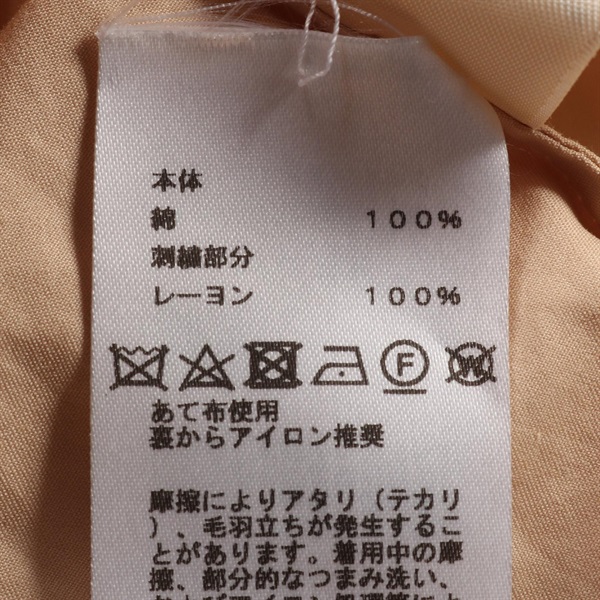 本体
綿 100%
刺繍部分
レーヨン 100%
F W
あて布使用
裏からアイロン推奨
摩擦によりアタリ（テカリ
）、毛羽立ちが発生するこ
とがあります。着用中の摩
擦、部分的なつまみ洗い、